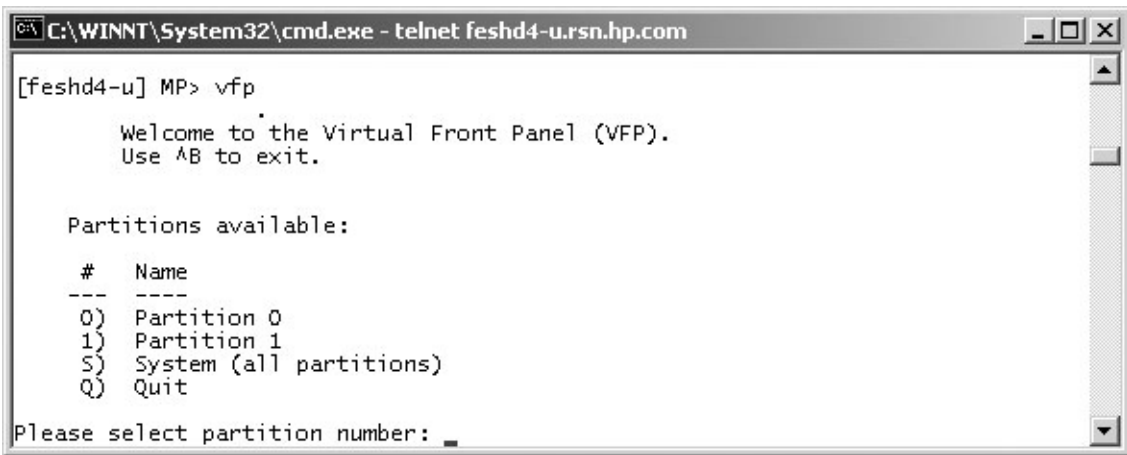 C:\WINNT\System32\cmd.exe - telnet feshd4-u.rsn.hp.com
[feshd4-u] MP> vfp
Welcome to the Virtual Front Panel (VFP).
Use ^B to exit.
Partitions available:
# Name
--- ----
0) Partition 0
1) Partition 1
S) System (all partitions)
Q) Quit
Please select partition number: _